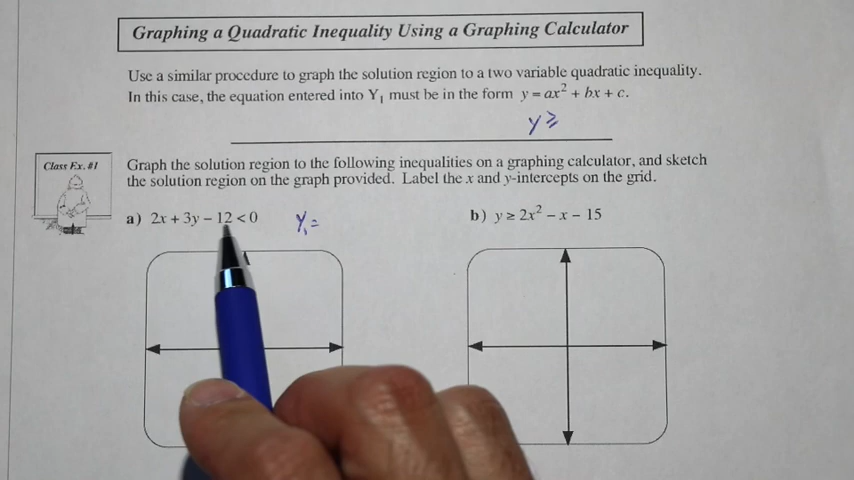 Graphing a Quadratic Inequality Using a Graphing Calculator
Use a similar procedure to graph the solution region to a two variable quadratic inequality.
In this case, the equation entered into Y₁ must be in the form y = ax² + bx + c.
y ≥
Class Ex. #1
Graph the solution region to the following inequalities on a graphing calculator, and sketch
the solution region on the graph provided. Label the x and y-intercepts on the grid.
a) 2x + 3y − 12 < 0 Y₁ =
b) y ≥ 2x² − x − 15